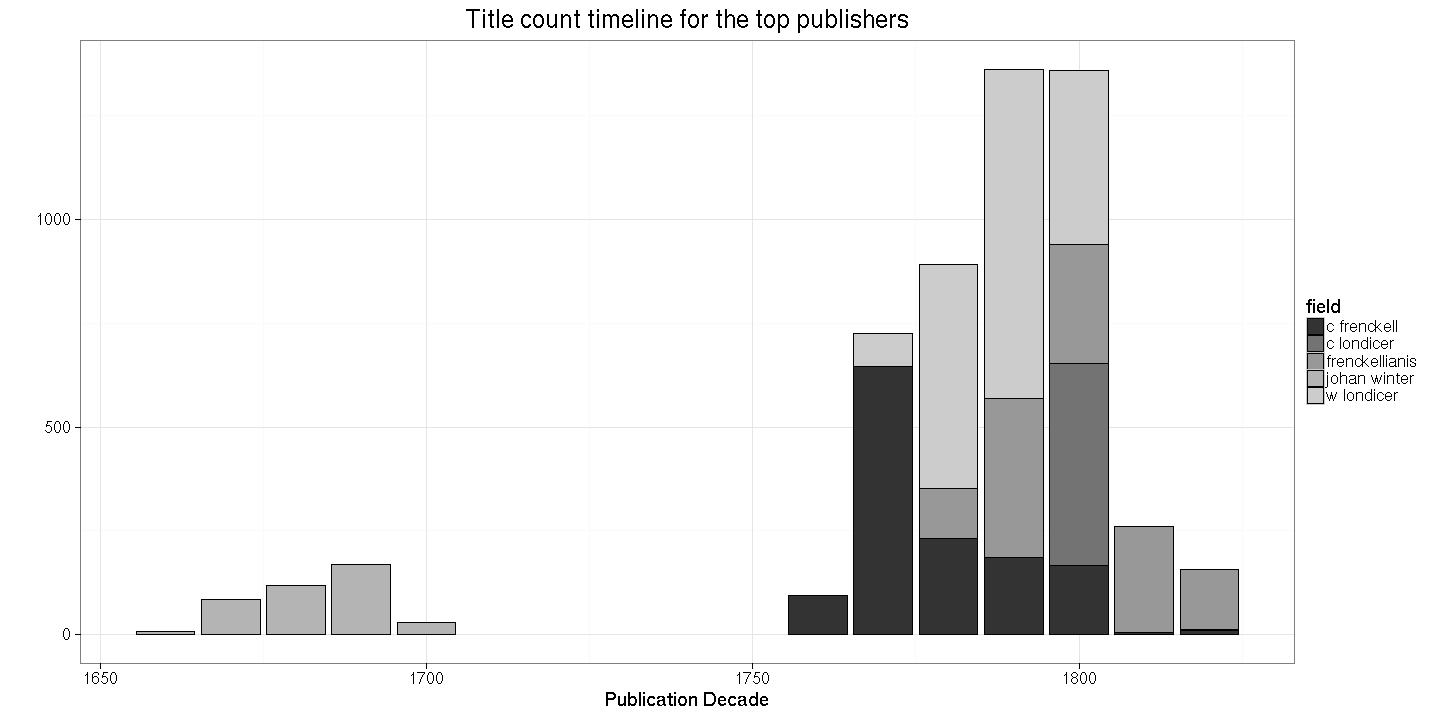 Title count timeline for the top publishers
1000
500
0
1650
1700
1750
1800
Publication Decade
field
c frenckell
c londicer
frenckellianis
johan winter
w londicer